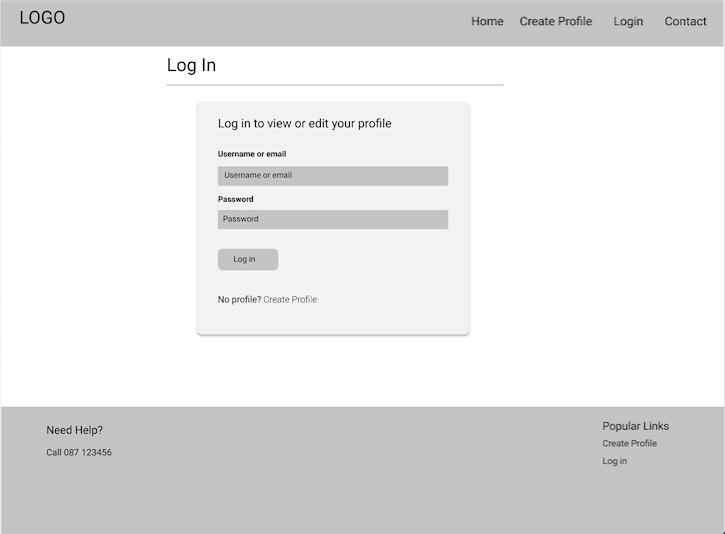 LOGO
Home Create Profile Login Contact
Log In
Log in to view or edit your profile
Username or email
Username or email
Password
Password
Log in
No profile? Create Profile
Need Help?
Call 087 123456
Popular Links
Create Profile
Log in